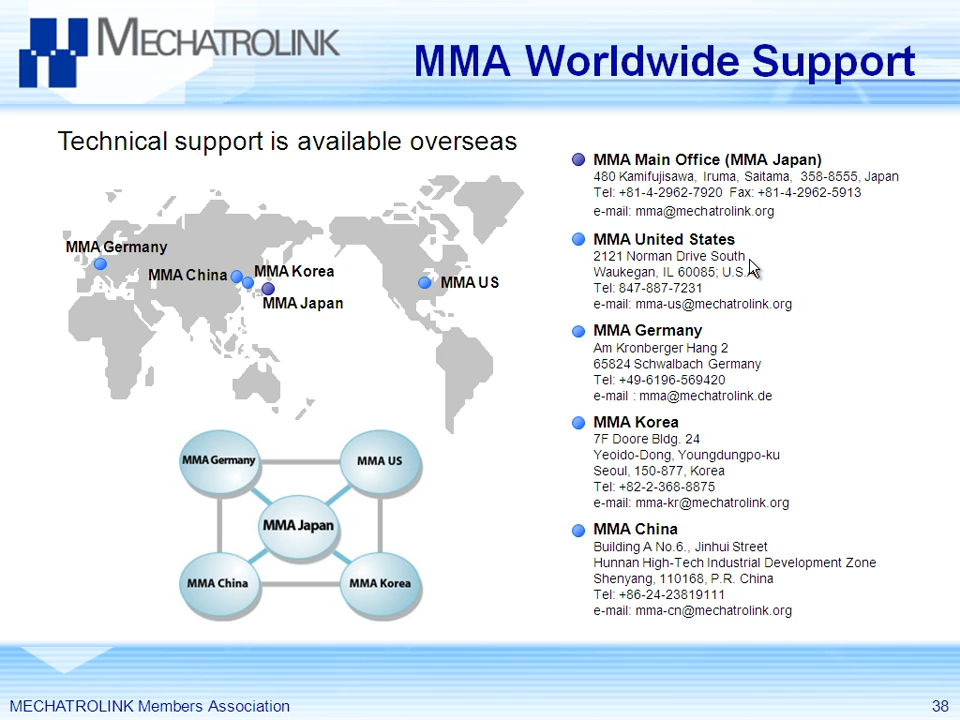 MECHATROLINK
MMA Worldwide Support
Technical support is available overseas
MMA Germany
MMA China
MMA Korea
MMA Japan
MMA US
MMA Germany
MMA US
MMA Japan
MMA China
MMA Korea
MMA Main Office (MMA Japan)
480 Kamifujisawa, Iruma, Saitama, 358-8555, Japan
Tel: +81-4-2962-7920 Fax: +81-4-2962-5913
e-mail: mma@mechatrolink.org
MMA United States
2121 Norman Drive South
Waukegan, IL 60085; U.S.A
Tel: 847-887-7231
e-mail: mma-us@mechatrolink.org
MMA Germany
Am Kronberger Hang 2
65824 Schwalbach Germany
Tel: +49-6196-569420
e-mail : mma@mechatrolink.de
MMA Korea
7F Doore Bldg. 24
Yeoido-Dong, Youngdungpo-ku
Seoul, 150-877, Korea
Tel: +82-2-368-8875
e-mail: mma-kr@mechatrolink.org
MMA China
Building A No.6., Jinhui Street
Hunnan High-Tech Industrial Development Zone
Shenyang, 110168, P.R. China
Tel: +86-24-23819111
e-mail: mma-cn@mechatrolink.org
MECHATROLINK Members Association
38